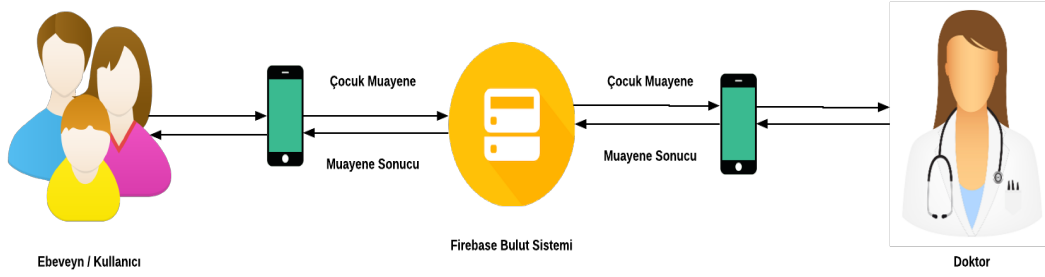 Çocuk Muayene
Çocuk Muayene
Muayene Sonucu
Muayene Sonucu
Ebeveyn / Kullanıcı
Firebase Bulut Sistemi
Doktor